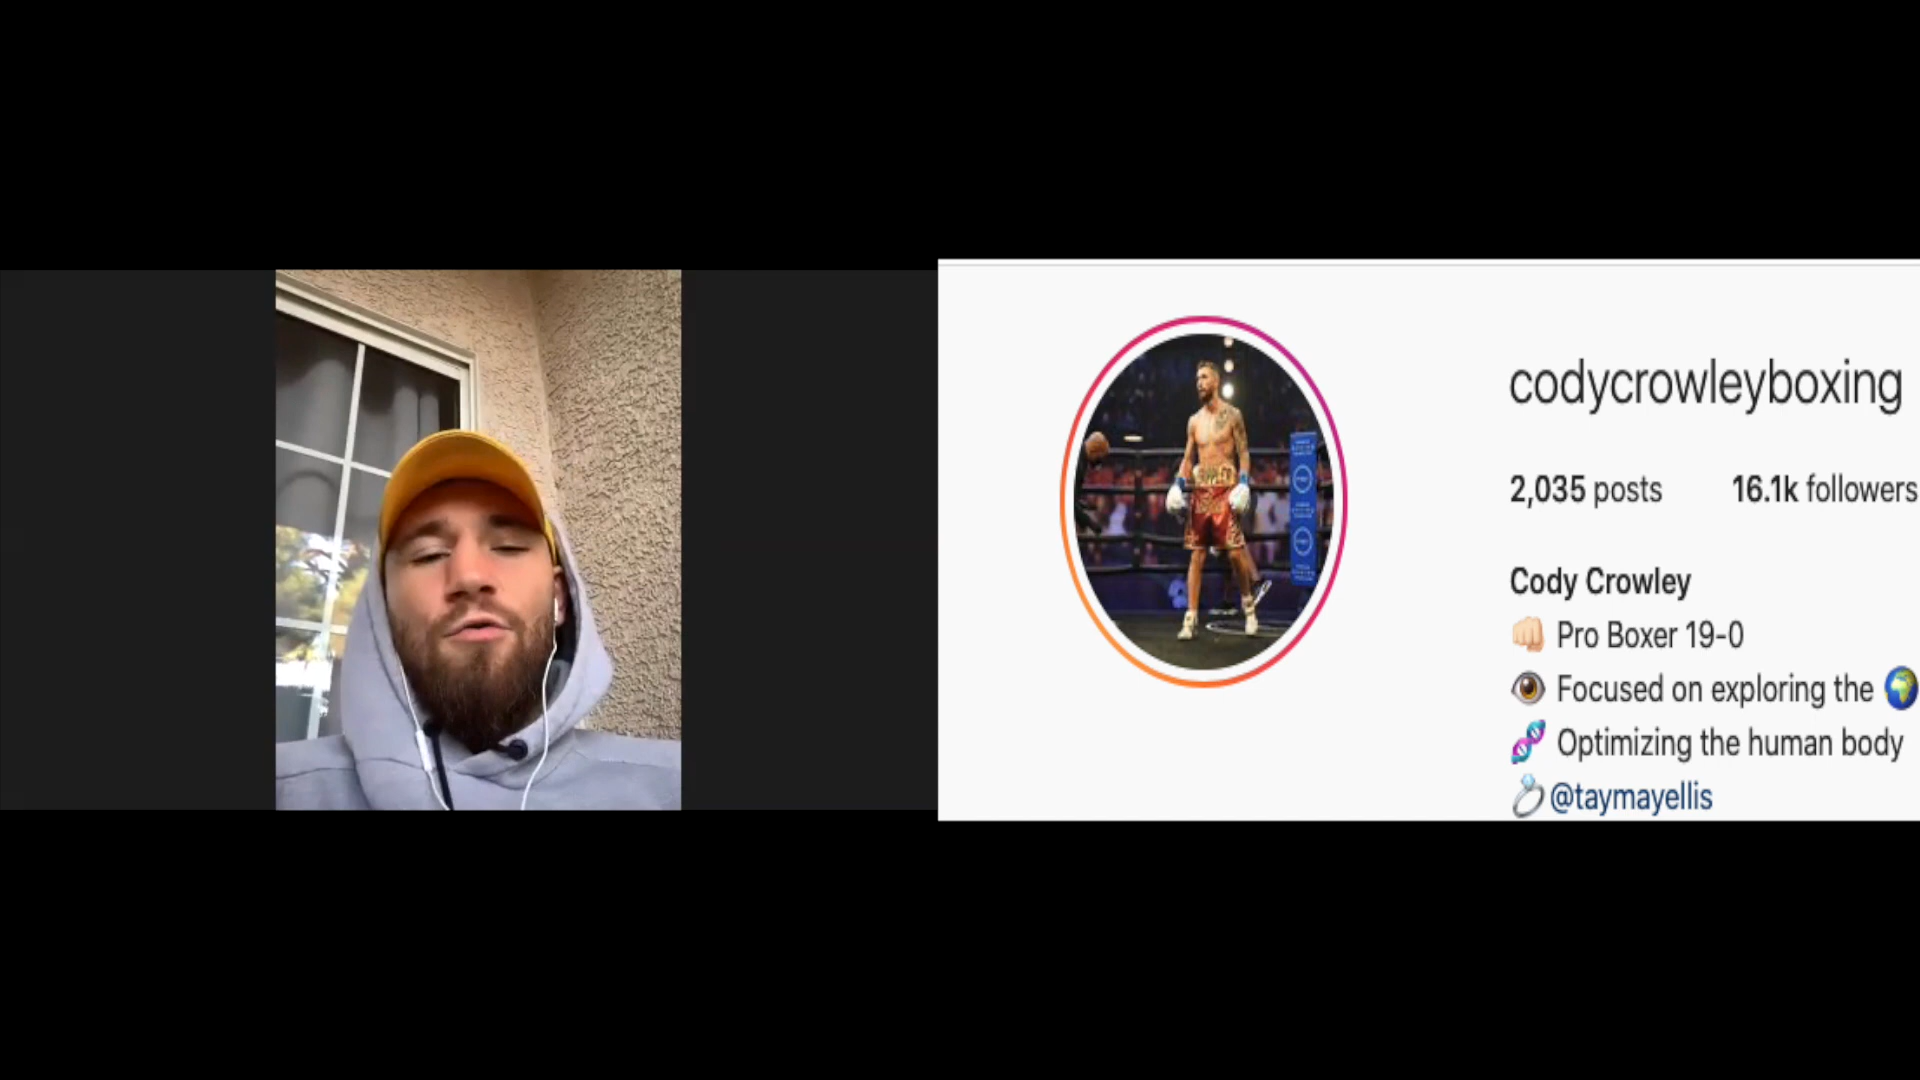 codycrowleyboxing
2,035 posts 16.1k followers
Cody Crowley
👊🏻 Pro Boxer 19-0
👁 Focused on exploring the 🌍
🧬 Optimizing the human body
💍@taymayellis